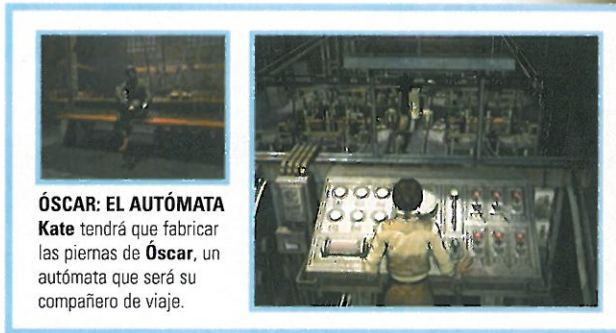 ÓSCAR: EL AUTÓMATA
Kate tendrá que fabricar
las piernas de Óscar, un
autómata que será su
compañero de viaje.